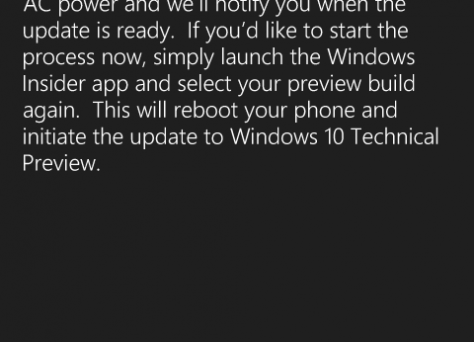 AC power and we'll notify you when the
update is ready.  If you'd like to start the
process now, simply launch the Windows
Insider app and select your preview build
again.  This will reboot your phone and
initiate the update to Windows 10 Technical
Preview.